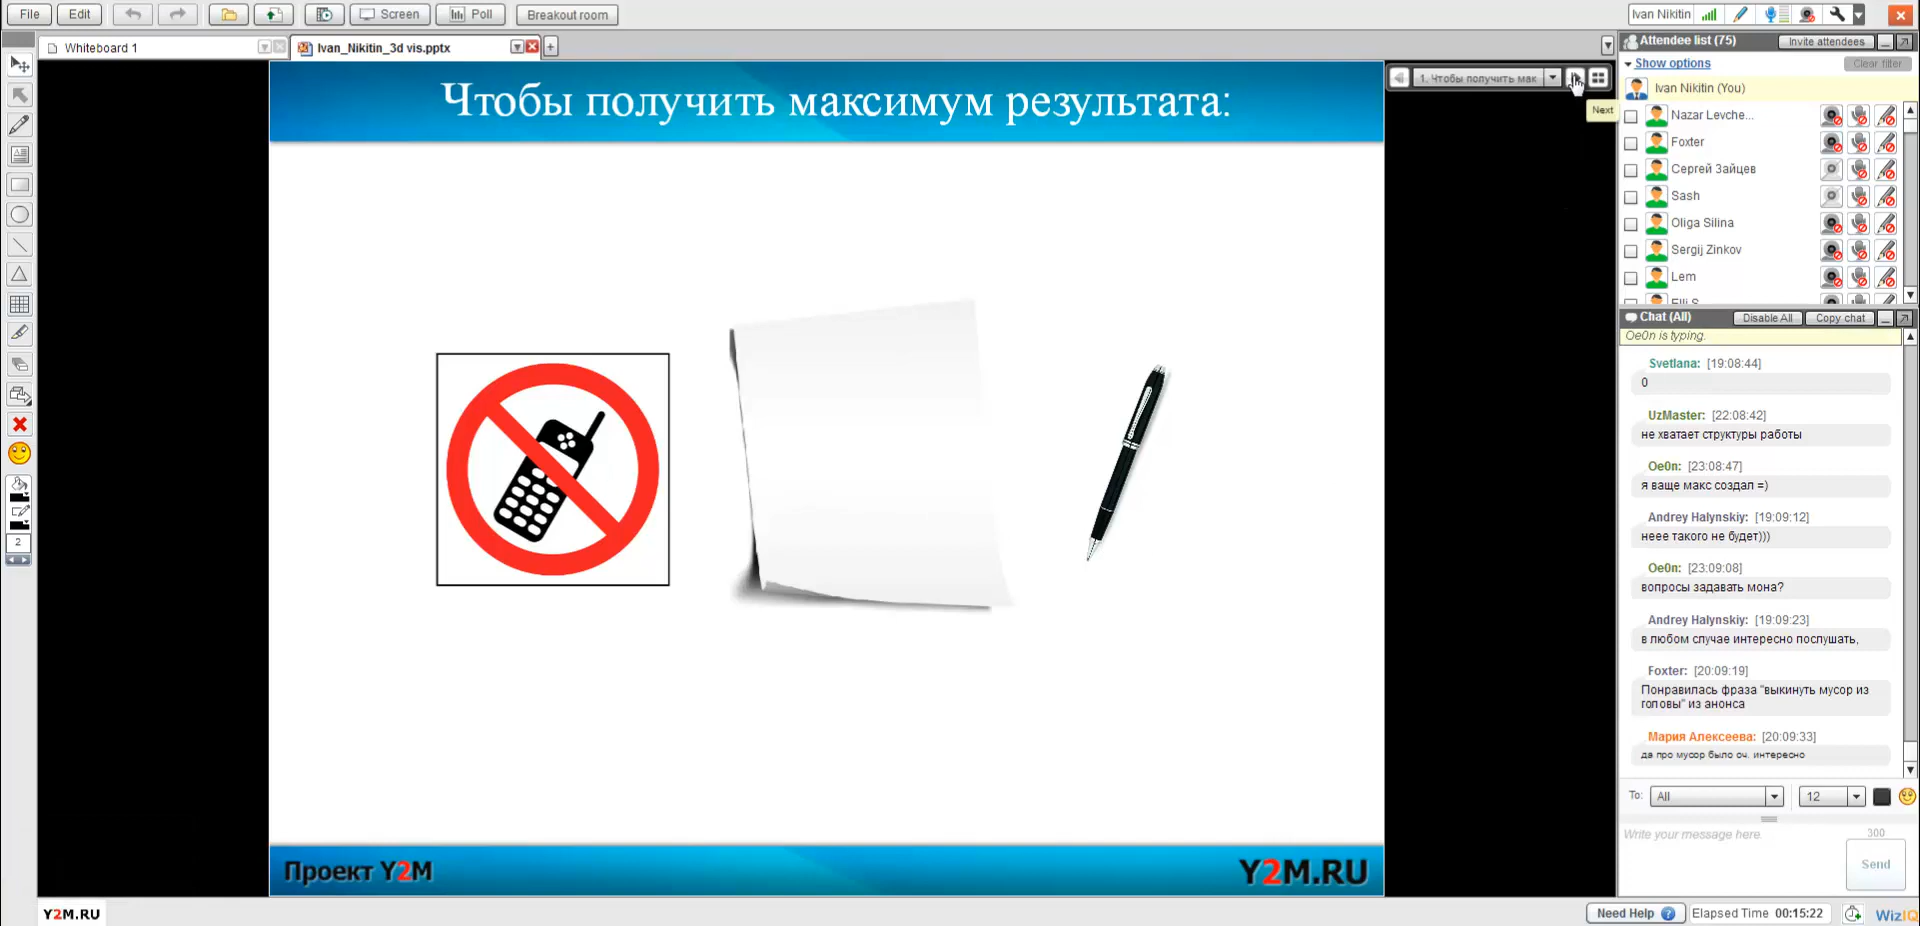 File Edit Screen Poll Breakout room
Ivan Nikitin
Whiteboard 1
Ivan_Nikitin_3d vis.pptx
Чтобы получить максимум результата:
1. Чтобы получить мак
Next
Проект Y2M
Y2M.RU
Y2M.RU
2
Attendee list (75) Invite attendees
Show options Clear filter
Ivan Nikitin (You)
Nazar Levche...
Foxter
Сергей Зайцев
Sash
Oliga Silina
Sergij Zinkov
Lem
Elli S
Chat (All) Disable All Copy chat
Oe0n is typing.
Svetlana: [19:08:44]
0
UzMaster: [22:08:42]
не хватает структуры работы
Oe0n: [23:08:47]
я ваще макс создал =)
Andrey Halynskiy: [19:09:12]
неее такого не будет)))
Oe0n: [23:09:08]
вопросы задавать мона?
Andrey Halynskiy: [19:09:23]
в любом случае интересно послушать,
Foxter: [20:09:19]
Понравилась фраза "выкинуть мусор из
головы" из анонса
Мария Алексеева: [20:09:33]
да про мусор было оч. интересно
To: All 12
Write your message here. 300
Send
Need Help ? Elapsed Time 00:15:22 WizIQ